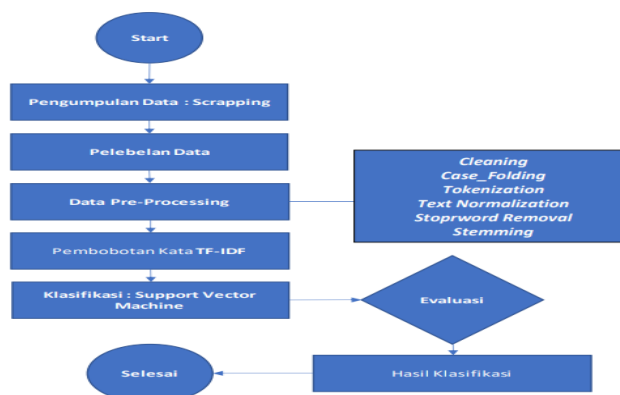 Start
Pengumpulan Data : Scrapping
Pelebelan Data
Data Pre-Processing
Cleaning
Case_Folding
Tokenization
Text Normalization
Stoprword Removal
Stemming
Pembobotan Kata TF-IDF
Klasifikasi : Support Vector
Machine
Evaluasi
Hasil Klasifikasi
Selesai